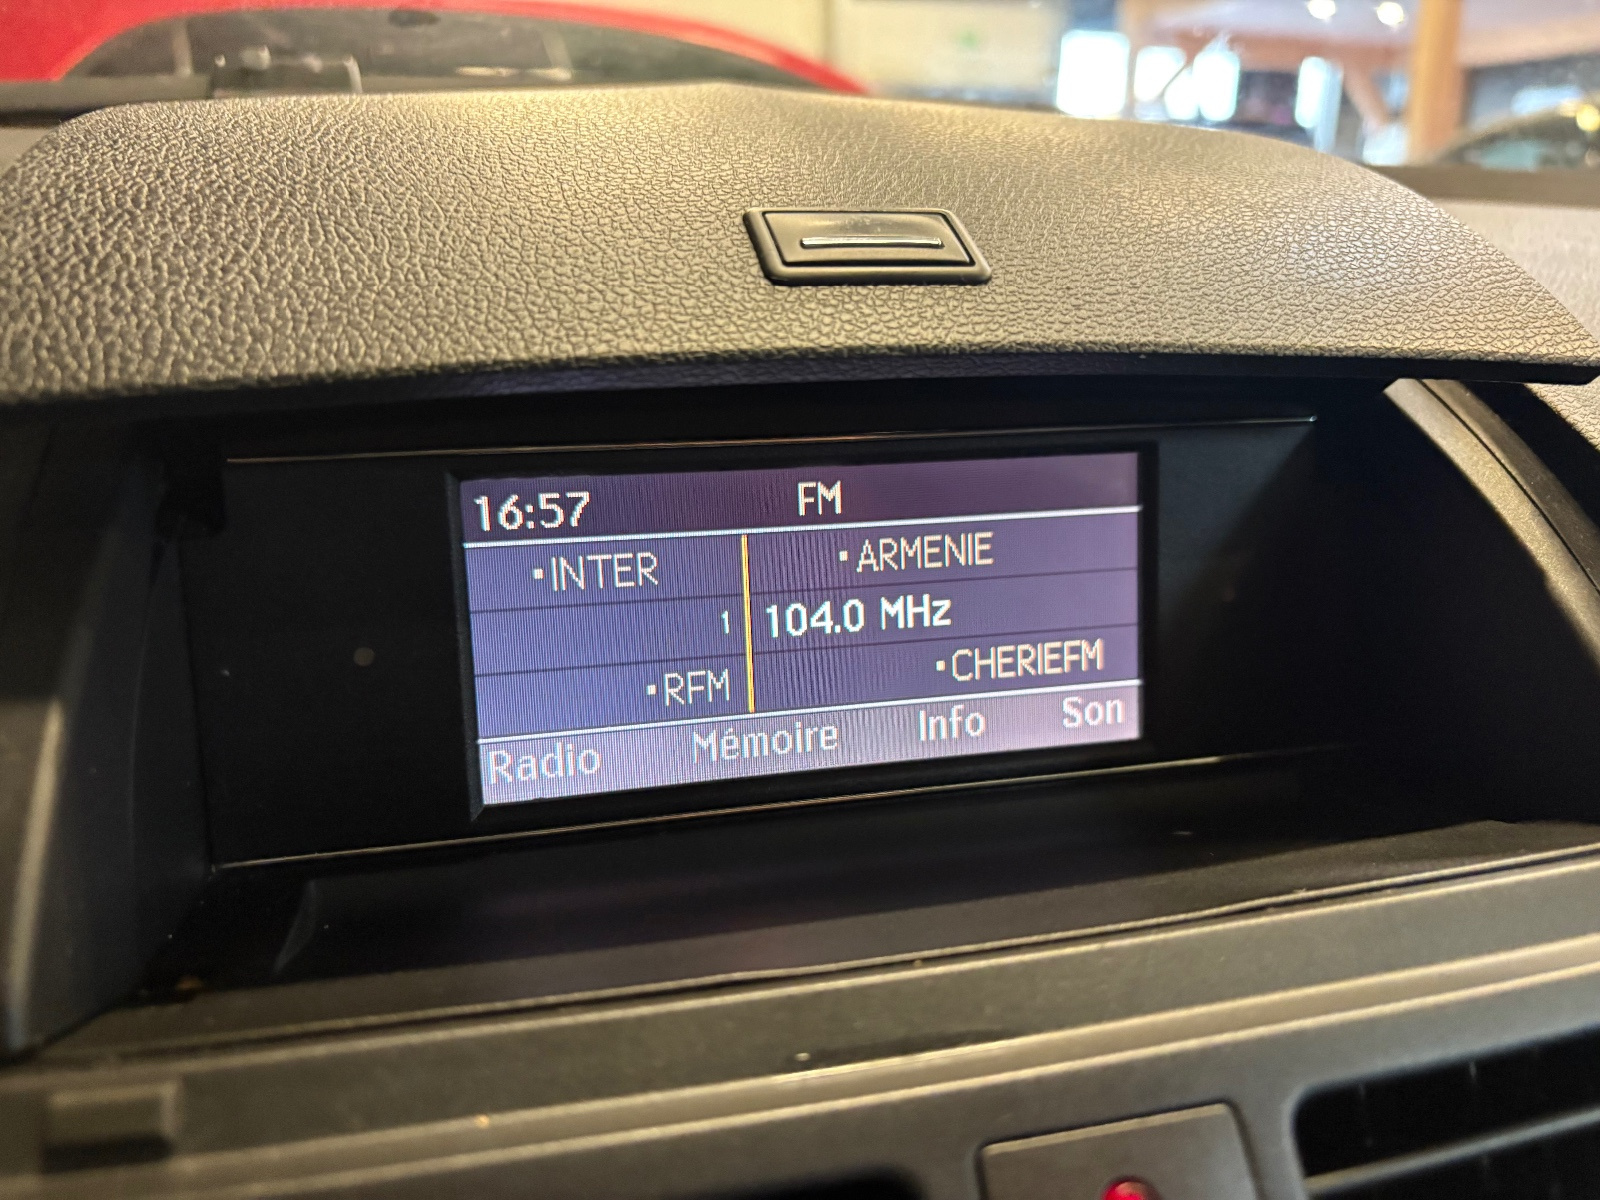 16:57 FM
▪INTER ▪ARMENIE
1 104.0 MHz
▪RFM ▪CHERIEFM
Radio Mémoire Info Son